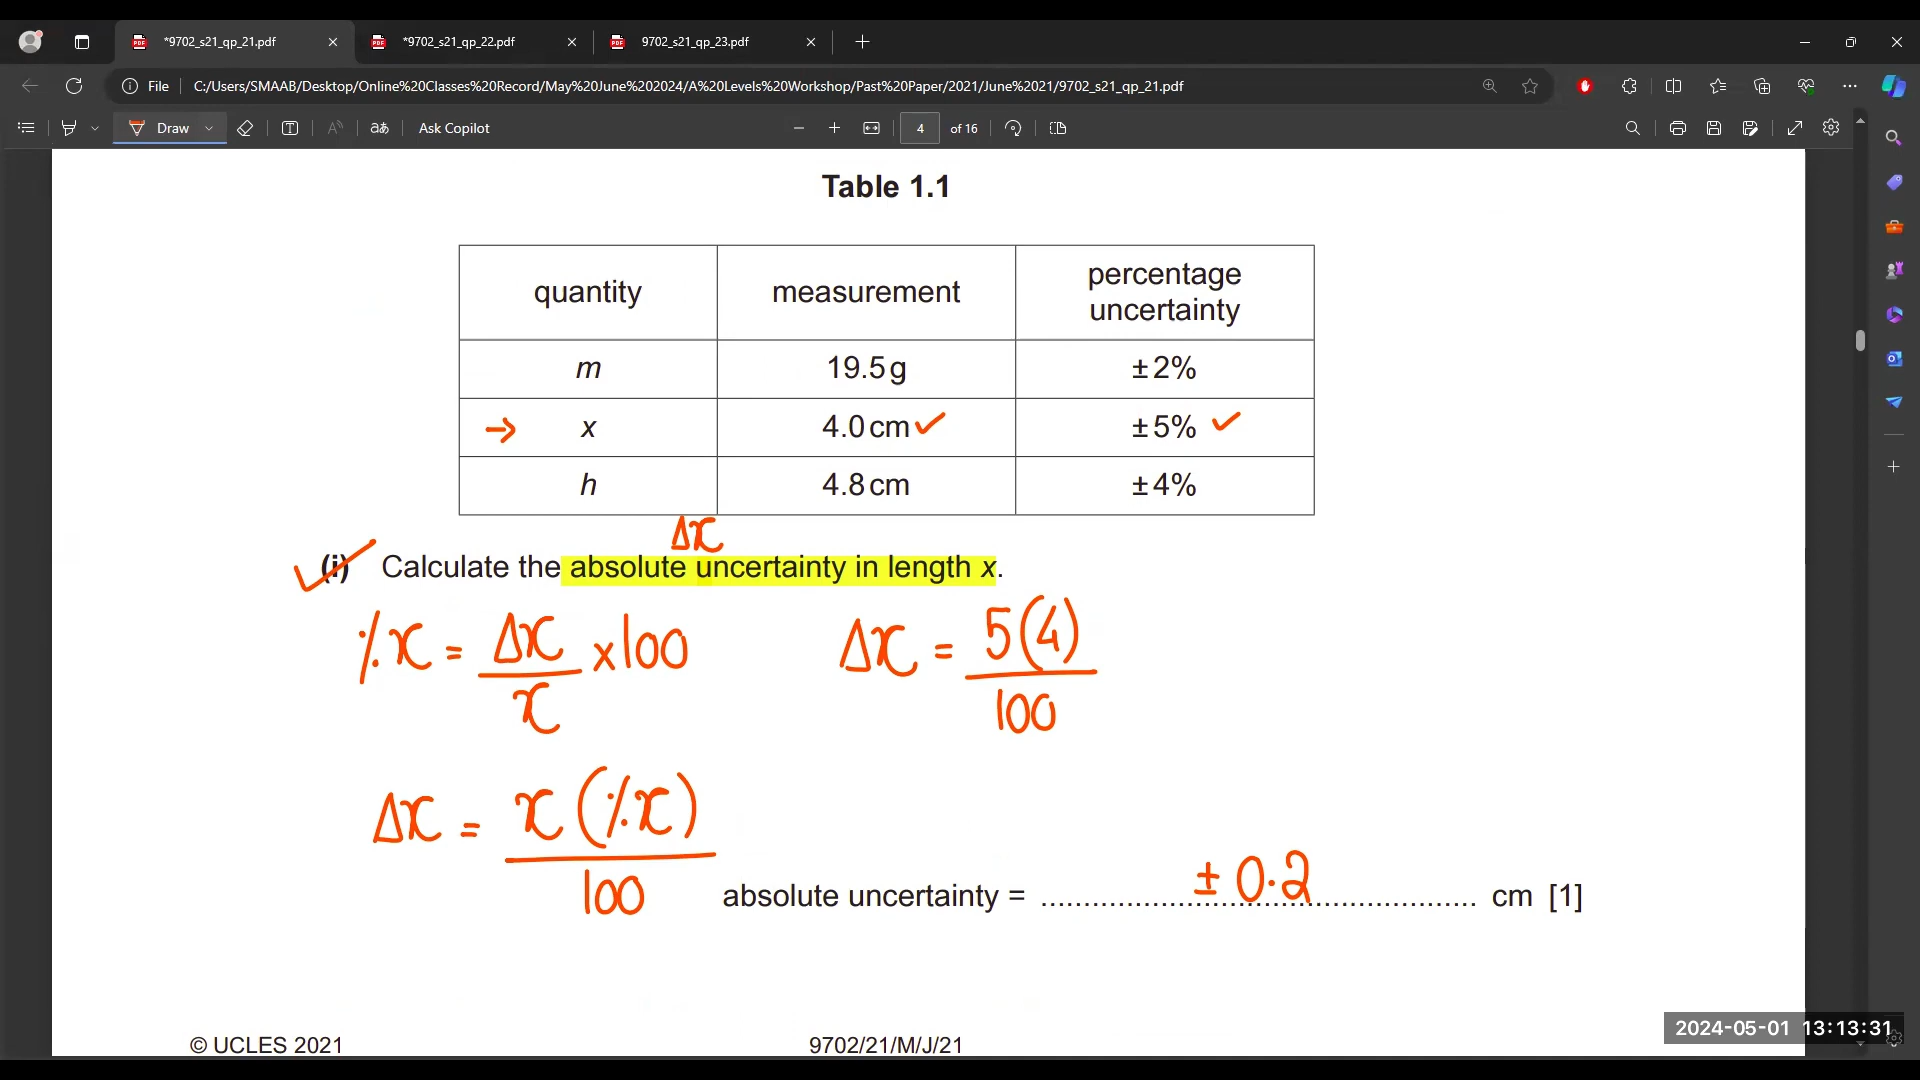 *9702_s21_qp_21.pdf
*9702_s21_qp_22.pdf
9702_s21_qp_23.pdf
File
C:/Users/SMAAB/Desktop/Online%20Classes%20Record/May%20June%202024/A%20Levels%20Workshop/Past%20Paper/2021/June%2021/9702_s21_qp_21.pdf
Draw
Ask Copilot
4
of 16
Table 1.1
quantity
measurement
percentage
uncertainty
m
19.5 g
±2%
→ x
4.0 cm ✓
±5% ✓
h
4.8 cm
±4%
Δx
(i) Calculate the absolute uncertainty in length x.
%x = Δx/x ×100
Δx = 5(4)/100
Δx = x(%x)/100
absolute uncertainty = ± 0.2 cm [1]
© UCLES 2021
9702/21/M/J/21
2024-05-01 13:13:31